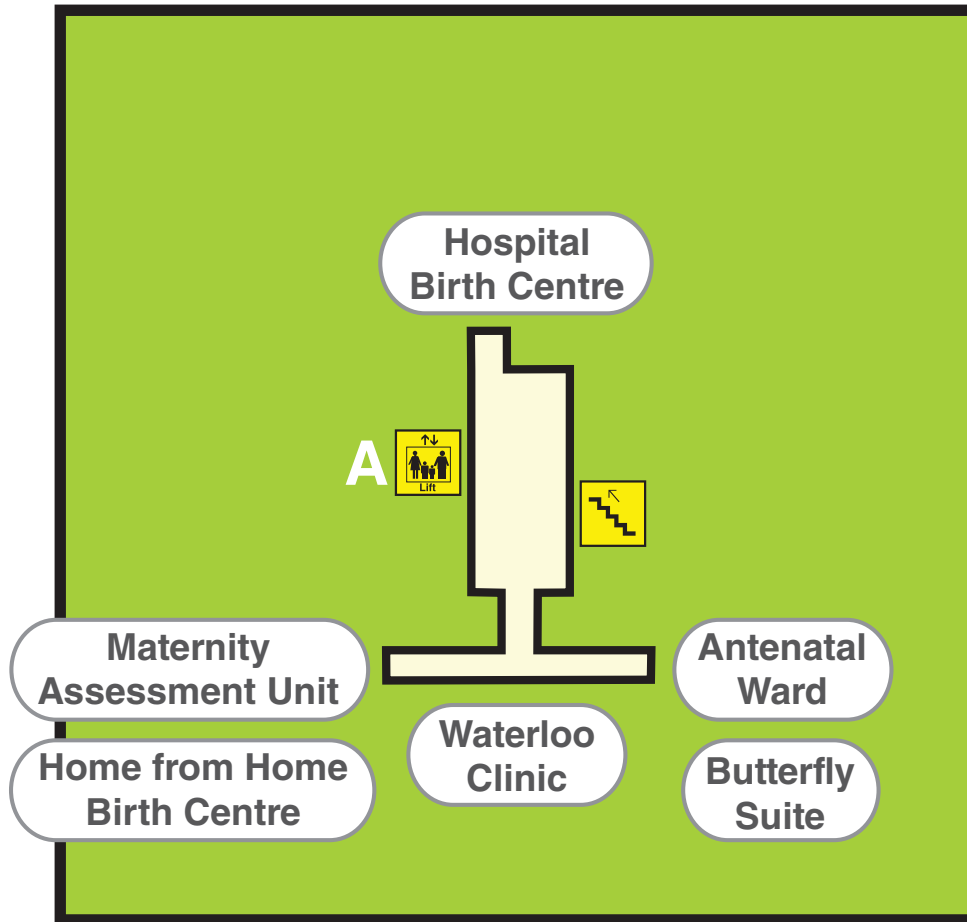 Hospital
Birth Centre
A
Lift
Maternity
Assessment Unit
Antenatal
Ward
Waterloo
Clinic
Home from Home
Birth Centre
Butterfly
Suite